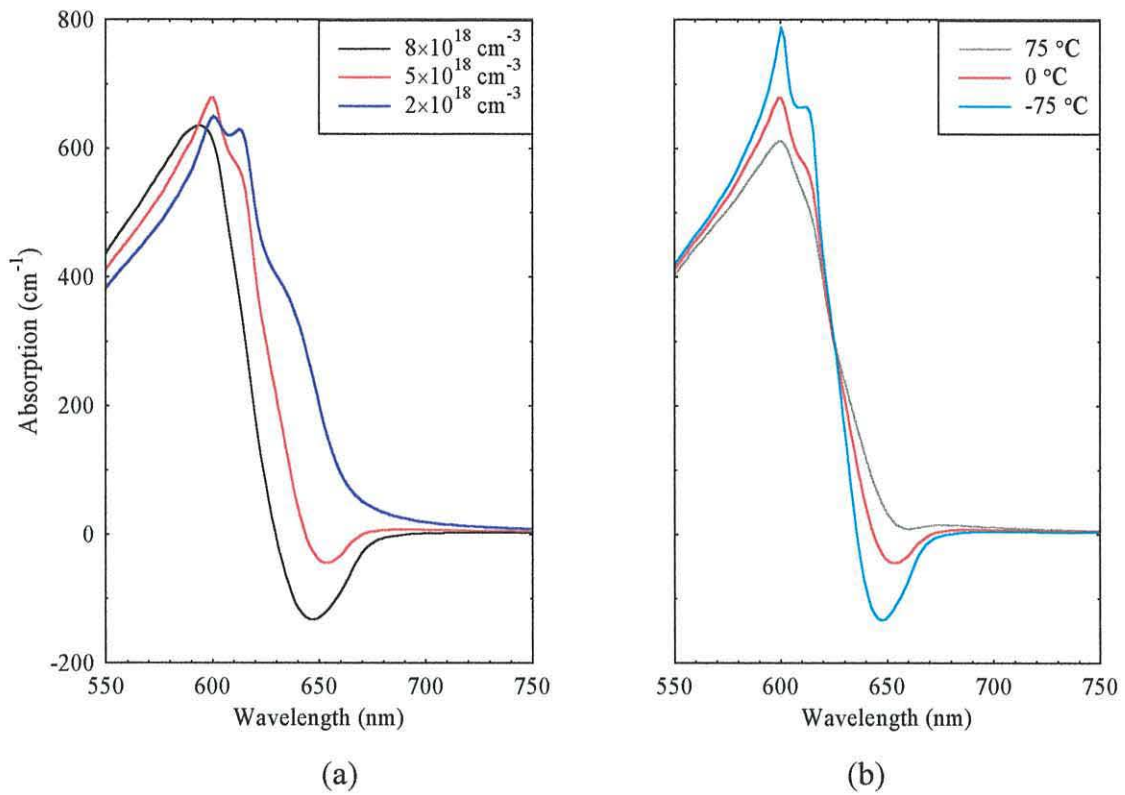 800
600
400
200
0
-200
Absorption (cm⁻¹)
8×10¹⁸ cm⁻³
5×10¹⁸ cm⁻³
2×10¹⁸ cm⁻³
550 600 650 700 750
Wavelength (nm)
(a)
75 °C
0 °C
-75 °C
550 600 650 700 750
Wavelength (nm)
(b)